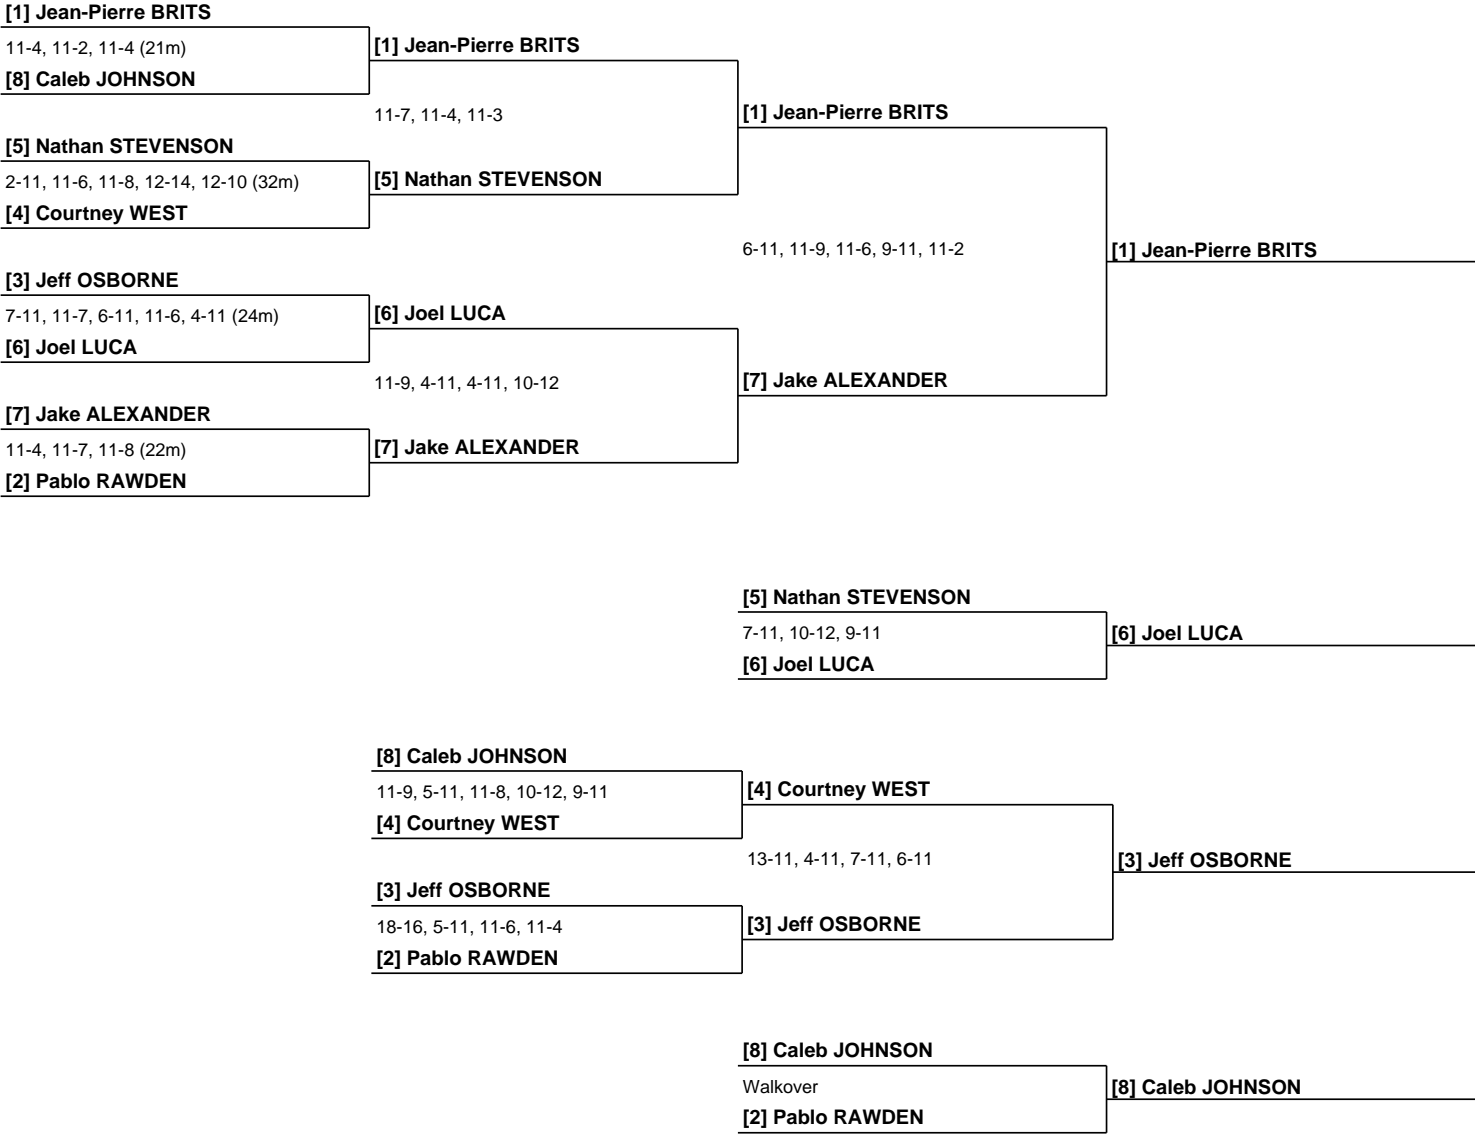 [1] Jean-Pierre BRITS
11-4, 11-2, 11-4 (21m)
[8] Caleb JOHNSON
[5] Nathan STEVENSON
2-11, 11-6, 11-8, 12-14, 12-10 (32m)
[4] Courtney WEST
[3] Jeff OSBORNE
7-11, 11-7, 6-11, 11-6, 4-11 (24m)
[6] Joel LUCA
[7] Jake ALEXANDER
11-4, 11-7, 11-8 (22m)
[2] Pablo RAWDEN
[1] Jean-Pierre BRITS
11-7, 11-4, 11-3
[5] Nathan STEVENSON
[6] Joel LUCA
11-9, 4-11, 4-11, 10-12
[7] Jake ALEXANDER
[1] Jean-Pierre BRITS
6-11, 11-9, 11-6, 9-11, 11-2
[7] Jake ALEXANDER
[1] Jean-Pierre BRITS
[5] Nathan STEVENSON
7-11, 10-12, 9-11
[6] Joel LUCA
[6] Joel LUCA
[8] Caleb JOHNSON
11-9, 5-11, 11-8, 10-12, 9-11
[4] Courtney WEST
[3] Jeff OSBORNE
18-16, 5-11, 11-6, 11-4
[2] Pablo RAWDEN
[4] Courtney WEST
13-11, 4-11, 7-11, 6-11
[3] Jeff OSBORNE
[3] Jeff OSBORNE
[8] Caleb JOHNSON
Walkover
[2] Pablo RAWDEN
[8] Caleb JOHNSON